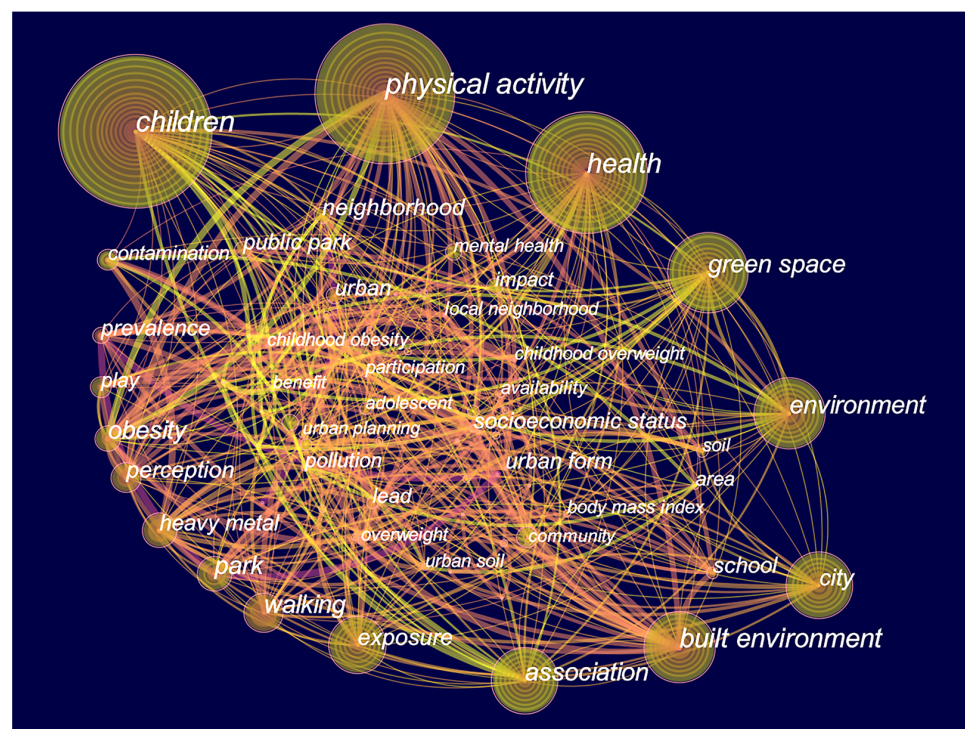 physical activity
children
health
neighborhood
public park
mental health
contamination
green space
impact
urban
local neighborhood
prevalence
childhood obesity
childhood overweight
participation
play
benefit
availability
adolescent
environment
socioeconomic status
obesity
urban planning
soil
pollution
urban form
perception
area
lead
body mass index
heavy metal
overweight
community
urban soil
park
school
city
walking
exposure
built environment
association